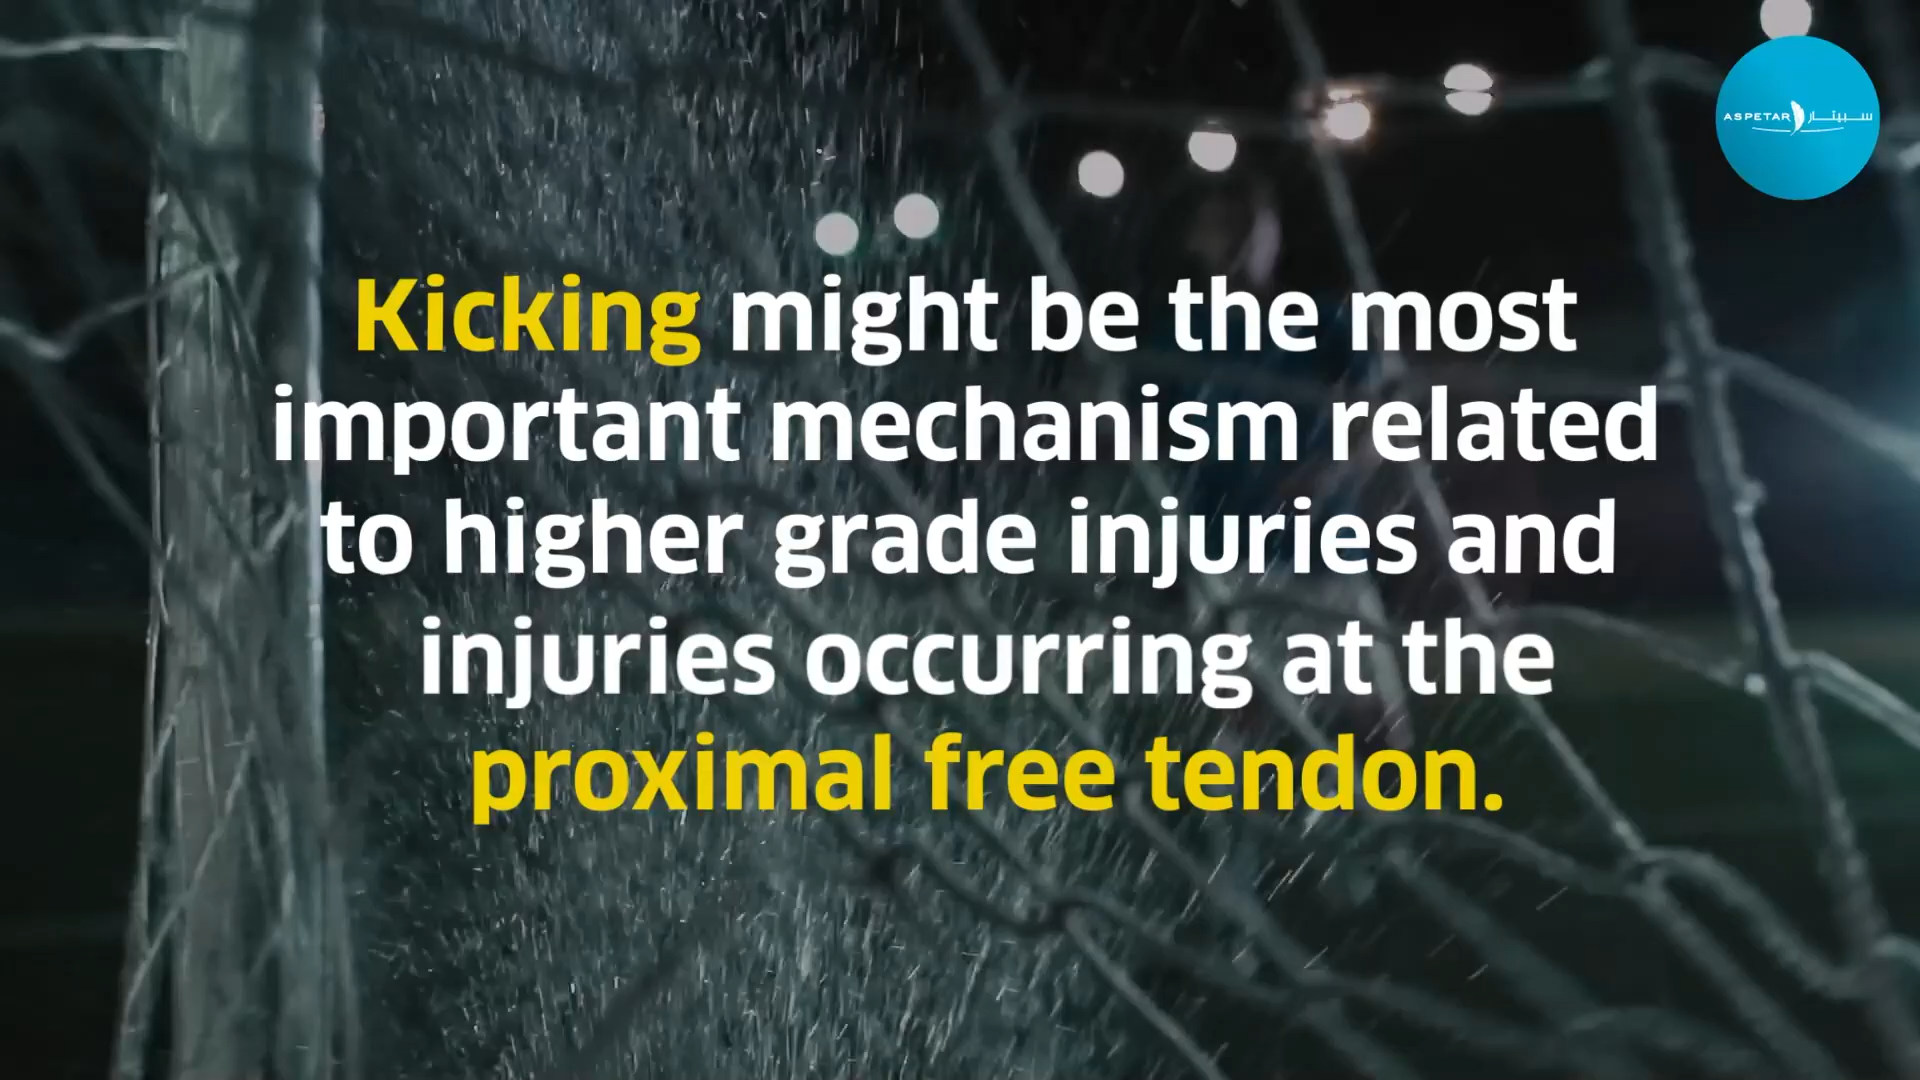 ASPETAR سبيتار
Kicking might be the most
important mechanism related
to higher grade injuries and
injuries occurring at the
proximal free tendon.